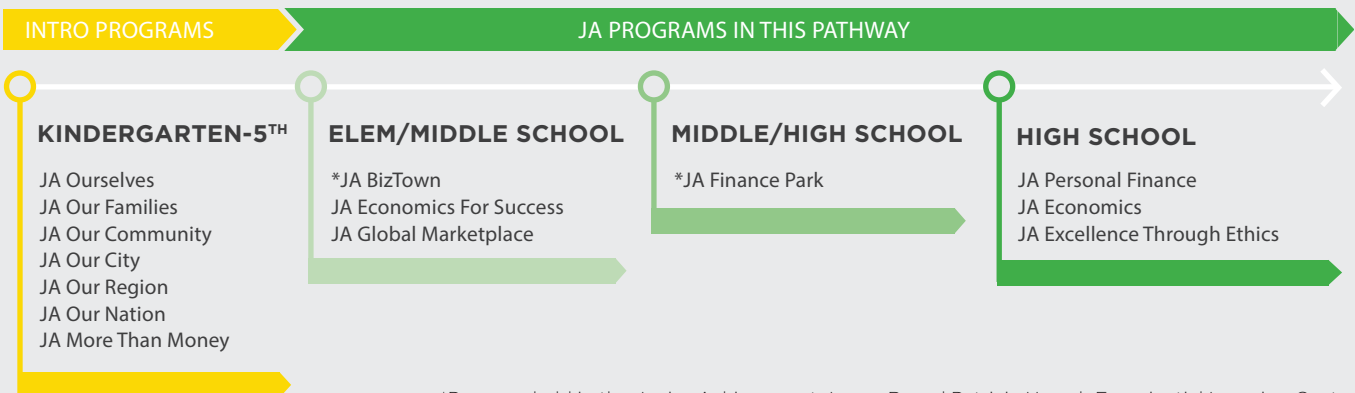 INTRO PROGRAMS
JA PROGRAMS IN THIS PATHWAY
KINDERGARTEN-5TH
JA Ourselves
JA Our Families
JA Our Community
JA Our City
JA Our Region
JA Our Nation
JA More Than Money
ELEM/MIDDLE SCHOOL
*JA BizTown
JA Economics For Success
JA Global Marketplace
MIDDLE/HIGH SCHOOL
*JA Finance Park
HIGH SCHOOL
JA Personal Finance
JA Economics
JA Excellence Through Ethics